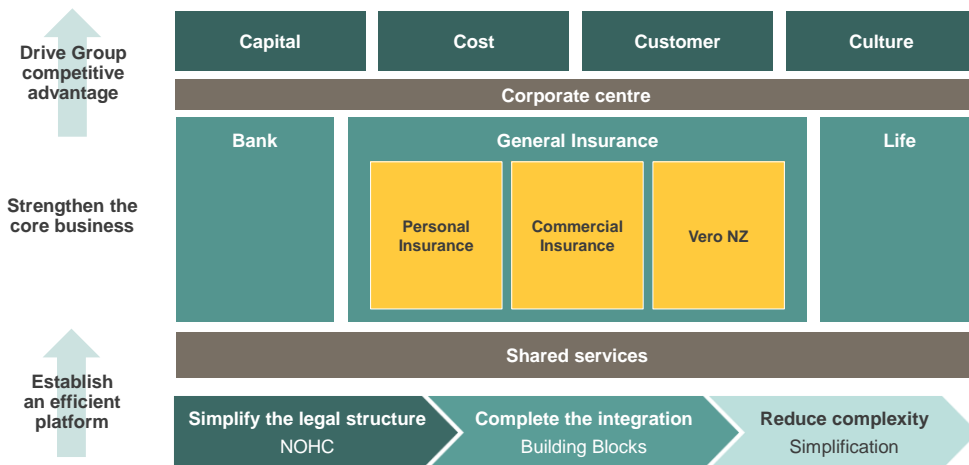 Drive Group
competitive
advantage
Capital
Cost
Customer
Culture
Corporate centre
Strengthen the
core business
Bank
General Insurance
Life
Personal
Insurance
Commercial
Insurance
Vero NZ
Shared services
Establish
an efficient
platform
Simplify the legal structure
NOHC
Complete the integration
Building Blocks
Reduce complexity
Simplification